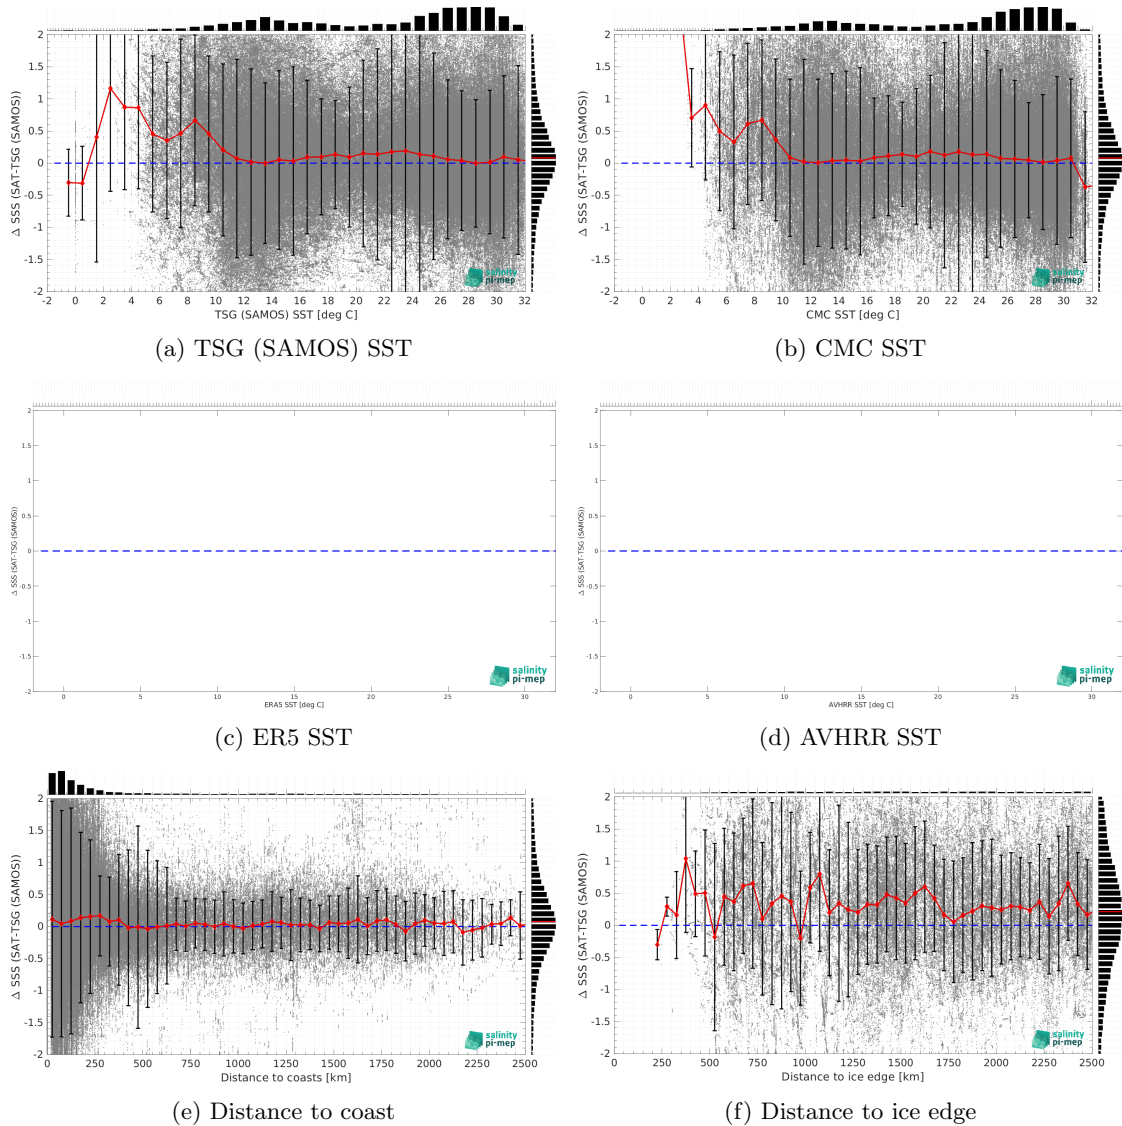 2
1.5
1
0.5
0
-0.5
-1
-1.5
-2
Δ SSS (SAT-TSG (SAMOS))
-2 0 2 4 6 8 10 12 14 16 18 20 22 24 26 28 30 32
TSG (SAMOS) SST [deg C]
salinity
pi-mep
(a) TSG (SAMOS) SST
2
1.5
1
0.5
0
-0.5
-1
-1.5
-2
Δ SSS (SAT-TSG (SAMOS))
-2 0 2 4 6 8 10 12 14 16 18 20 22 24 26 28 30 32
CMC SST [deg C]
salinity
pi-mep
(b) CMC SST
2
1.5
1
0.5
0
-0.5
-1
-1.5
-2
Δ SSS (SAT-TSG (SAMOS))
0 5 10 15 20 25 30
ERA5 SST [deg C]
salinity
pi-mep
(c) ER5 SST
2
1.5
1
0.5
0
-0.5
-1
-1.5
-2
Δ SSS (SAT-TSG (SAMOS))
0 5 10 15 20 25 30
AVHRR SST [deg C]
salinity
pi-mep
(d) AVHRR SST
2
1.5
1
0.5
0
-0.5
-1
-1.5
-2
Δ SSS (SAT-TSG (SAMOS))
0 250 500 750 1000 1250 1500 1750 2000 2250 2500
Distance to coasts [km]
salinity
pi-mep
(e) Distance to coast
2
1.5
1
0.5
0
-0.5
-1
-1.5
-2
Δ SSS (SAT-TSG (SAMOS))
0 250 500 750 1000 1250 1500 1750 2000 2250 2500
Distance to ice edge [km]
salinity
pi-mep
(f) Distance to ice edge